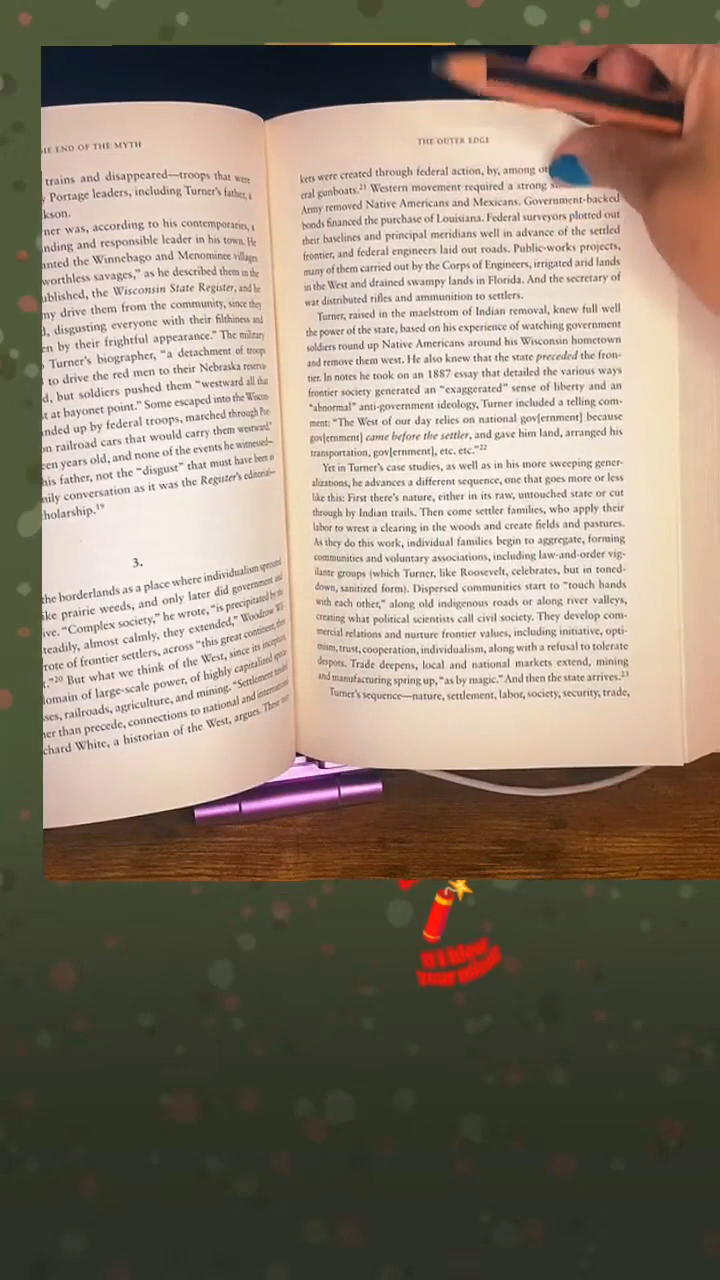 HE END OF THE MYTH
trains and disappeared—troops that were
Portage leaders, including Turner's father, a
kson.
ner was, according to his contemporaries, a
nding and responsible leader in his town. He
anted the Winnebago and Menominee villages
worthless savages," as he described them in the
ublished, the Wisconsin State Register, and he
my drive them from the community, since they
d, disgusting everyone with their filthiness and
en by their frightful appearance." The military
Turner's biographer, "a detachment of troops
to drive the red men to their Nebraska reserva-
d, but soldiers pushed them "westward all the
t at bayonet point." Some escaped into the Wiscon-
nded up by federal troops, marched through Por-
n railroad cars that would carry them westward."
een years old, and none of the events he witnessed—
his father, not the "disgust" that must have been as
nily conversation as it was the Register's editorial—
holarship.19
3.
the borderlands as a place where individualism sprouted
ike prairie weeds, and only later did government and
ive. "Complex society," he wrote, "is precipitated by the
teadily, almost calmly, they extended," Woodrow Wil-
rote of frontier settlers, across "this great continent, then
t."20 But what we think of the West, since its inception,
domain of large-scale power, of highly capitalized
ses, railroads, agriculture, and mining. "Settlement tended
her than precede, connections to national and international
chard White, a historian of the West, argues. These
THE OUTER EDGE
kets were created through federal action, by, among
eral gunboats.21 Western movement required a strong
Army removed Native Americans and Mexicans. Government-backed
bonds financed the purchase of Louisiana. Federal surveyors plotted out
their baselines and principal meridians well in advance of the settled
frontier, and federal engineers laid out roads. Public-works projects,
many of them carried out by the Corps of Engineers, irrigated arid lands
in the West and drained swampy lands in Florida. And the secretary of
war distributed rifles and ammunition to settlers.
Turner, raised in the maelstrom of Indian removal, knew full well
the power of the state, based on his experience of watching government
soldiers round up Native Americans around his Wisconsin hometown
and remove them west. He also knew that the state preceded the fron-
tier. In notes he took on an 1887 essay that detailed the various ways
frontier society generated an "exaggerated" sense of liberty and an
"abnormal" anti-government ideology, Turner included a telling com-
ment: "The West of our day relies on national gov[ernment] because
gov[ernment] came before the settler, and gave him land, arranged his
transportation, gov[ernment], etc. etc."22
Yet in Turner's case studies, as well as in his more sweeping gener-
alizations, he advances a different sequence, one that goes more or less
like this: First there's nature, either in its raw, untouched state or cut
through by Indian trails. Then come settler families, who apply their
labor to wrest a clearing in the woods and create fields and pastures.
As they do this work, individual families begin to aggregate, forming
communities and voluntary associations, including law-and-order vig-
ilante groups (which Turner, like Roosevelt, celebrates, but in toned-
down, sanitized form). Dispersed communities start to "touch hands
with each other," along old indigenous roads or along river valleys,
creating what political scientists call civil society. They develop com-
mercial relations and nurture frontier values, including initiative, opti-
mism, trust, cooperation, individualism, along with a refusal to tolerate
despots. Trade deepens, local and national markets extend, mining
and manufacturing spring up, "as by magic." And then the state arrives.23
Turner's sequence—nature, settlement, labor, society, security, trade,